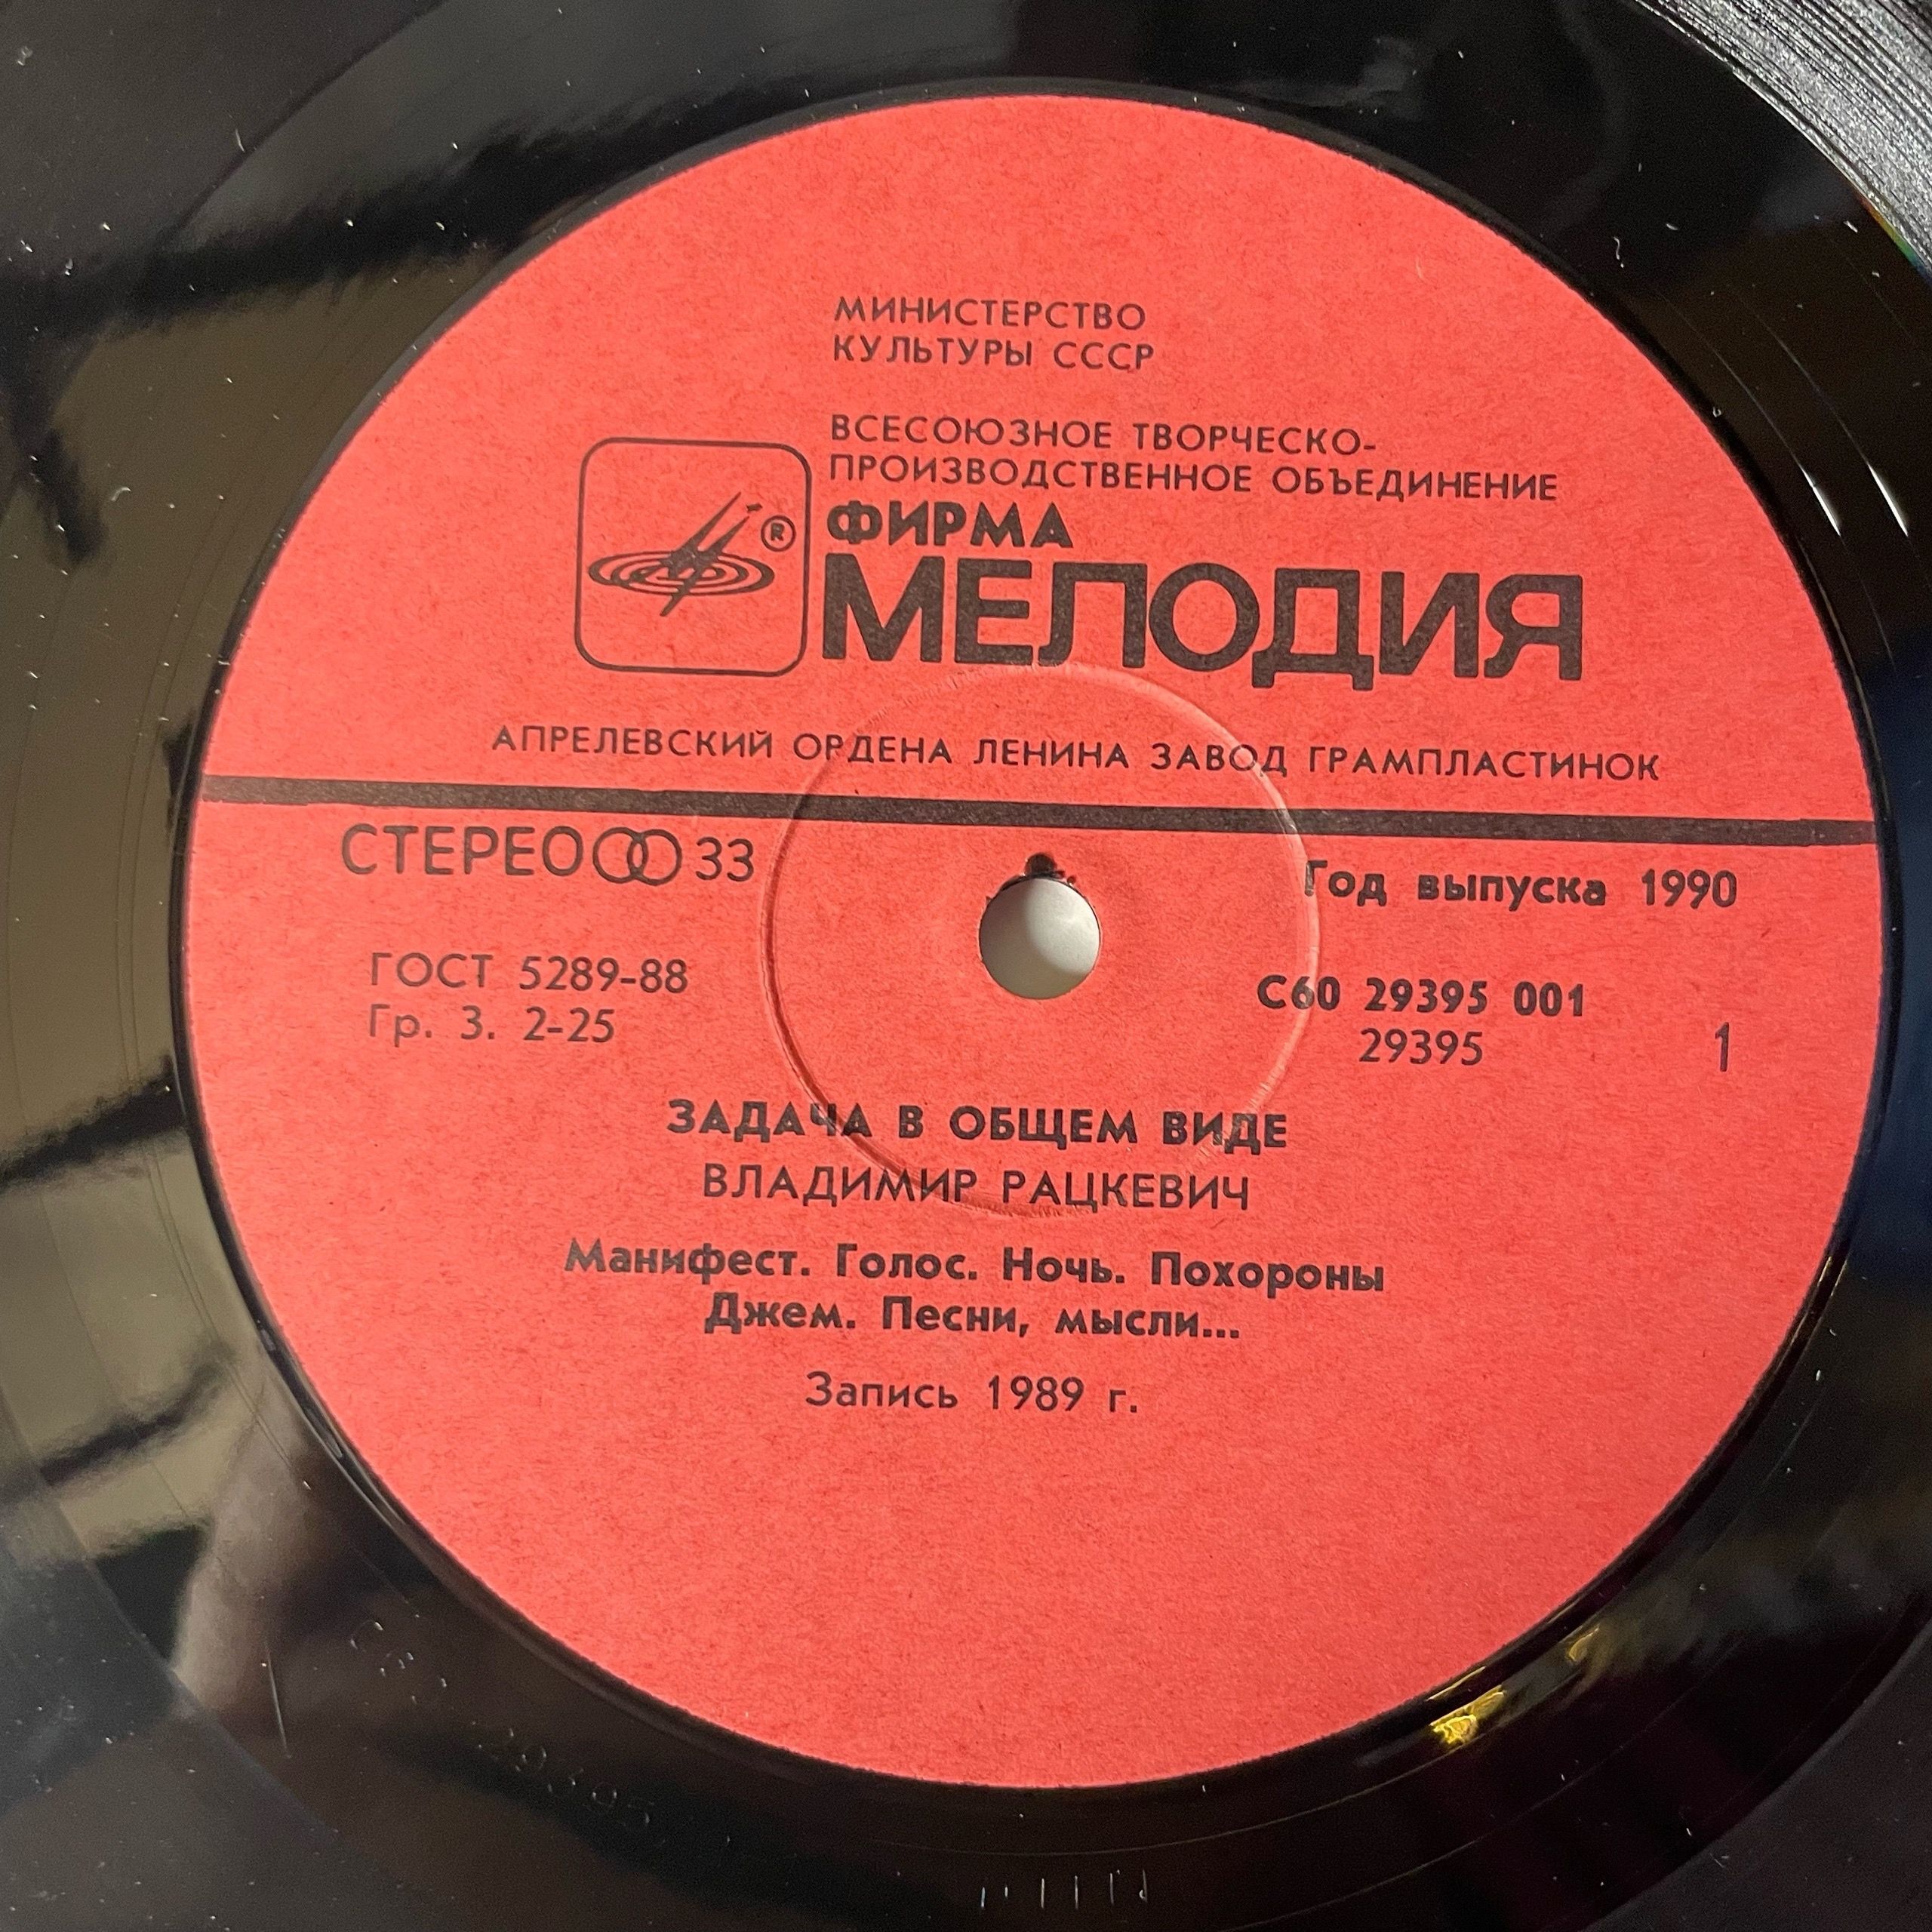 МИНИСТЕРСТВО
КУЛЬТУРЫ СССР
ВСЕСОЮЗНОЕ ТВОРЧЕСКО-
ПРОИЗВОДСТВЕННОЕ ОБЪЕДИНЕНИЕ
®
ФИРМА
МЕЛОДИЯ
АПРЕЛЕВСКИЙ ОРДЕНА ЛЕНИНА ЗАВОД ГРАМПЛАСТИНОК
СТЕРЕО 33
Год выпуска 1990
ГОСТ 5289-88
Гр. 3. 2-25
С60 29395 001
29395
1
ЗАДАЧА В ОБЩЕМ ВИДЕ
ВЛАДИМИР РАЦКЕВИЧ
Манифест. Голос. Ночь. Похороны
Джем. Песни, мысли...
Запись 1989 г.